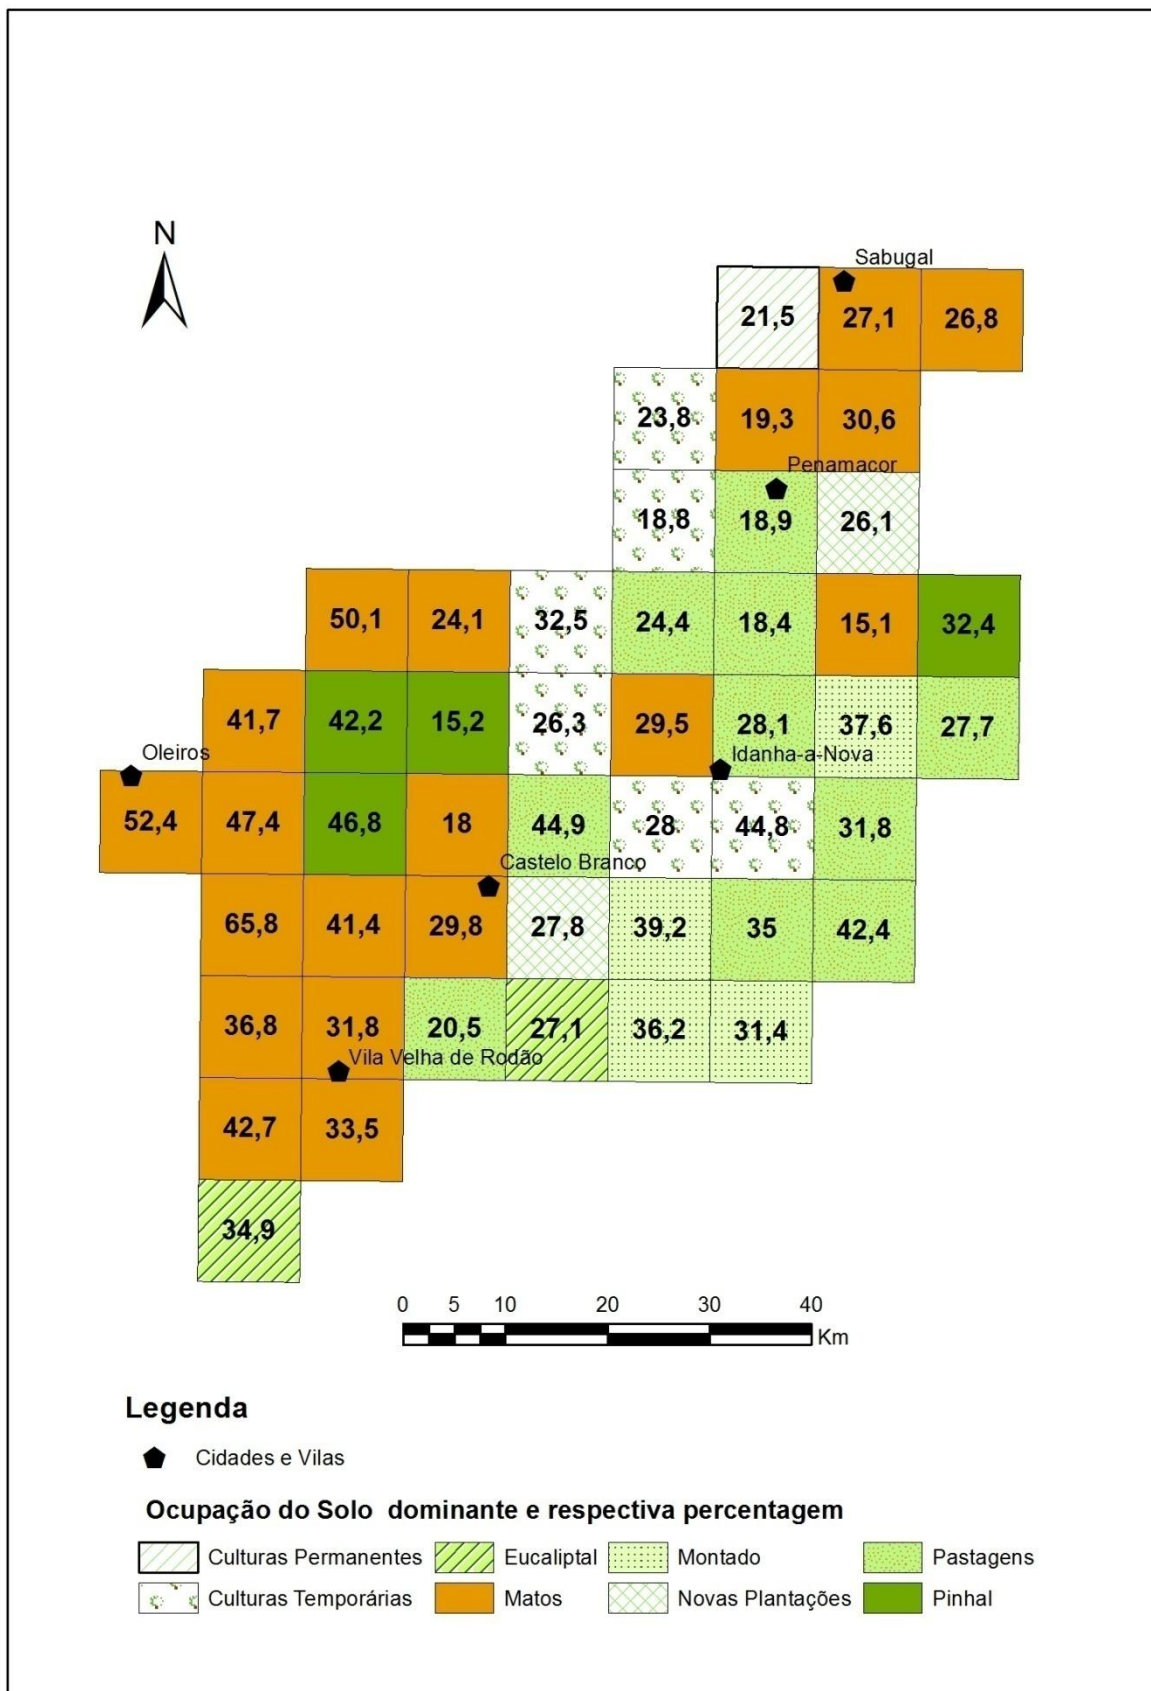 N
Sabugal
21,5 27,1 26,8
23,8 19,3 30,6
Penamacor
18,8 18,9 26,1
50,1 24,1 32,5 24,4 18,4 15,1 32,4
41,7 42,2 15,2 26,3 29,5 28,1 37,6 27,7
Oleiros Idanha-a-Nova
52,4 47,4 46,8 18 44,9 28 44,8 31,8
Castelo Branco
65,8 41,4 29,8 27,8 39,2 35 42,4
36,8 31,8 20,5 27,1 36,2 31,4
Vila Velha de Rodão
42,7 33,5
34,9
0 5 10 20 30 40
Km
Legenda
Cidades e Vilas
Ocupação do Solo dominante e respectiva percentagem
Culturas Permanentes Eucaliptal Montado Pastagens
Culturas Temporárias Matos Novas Plantações Pinhal